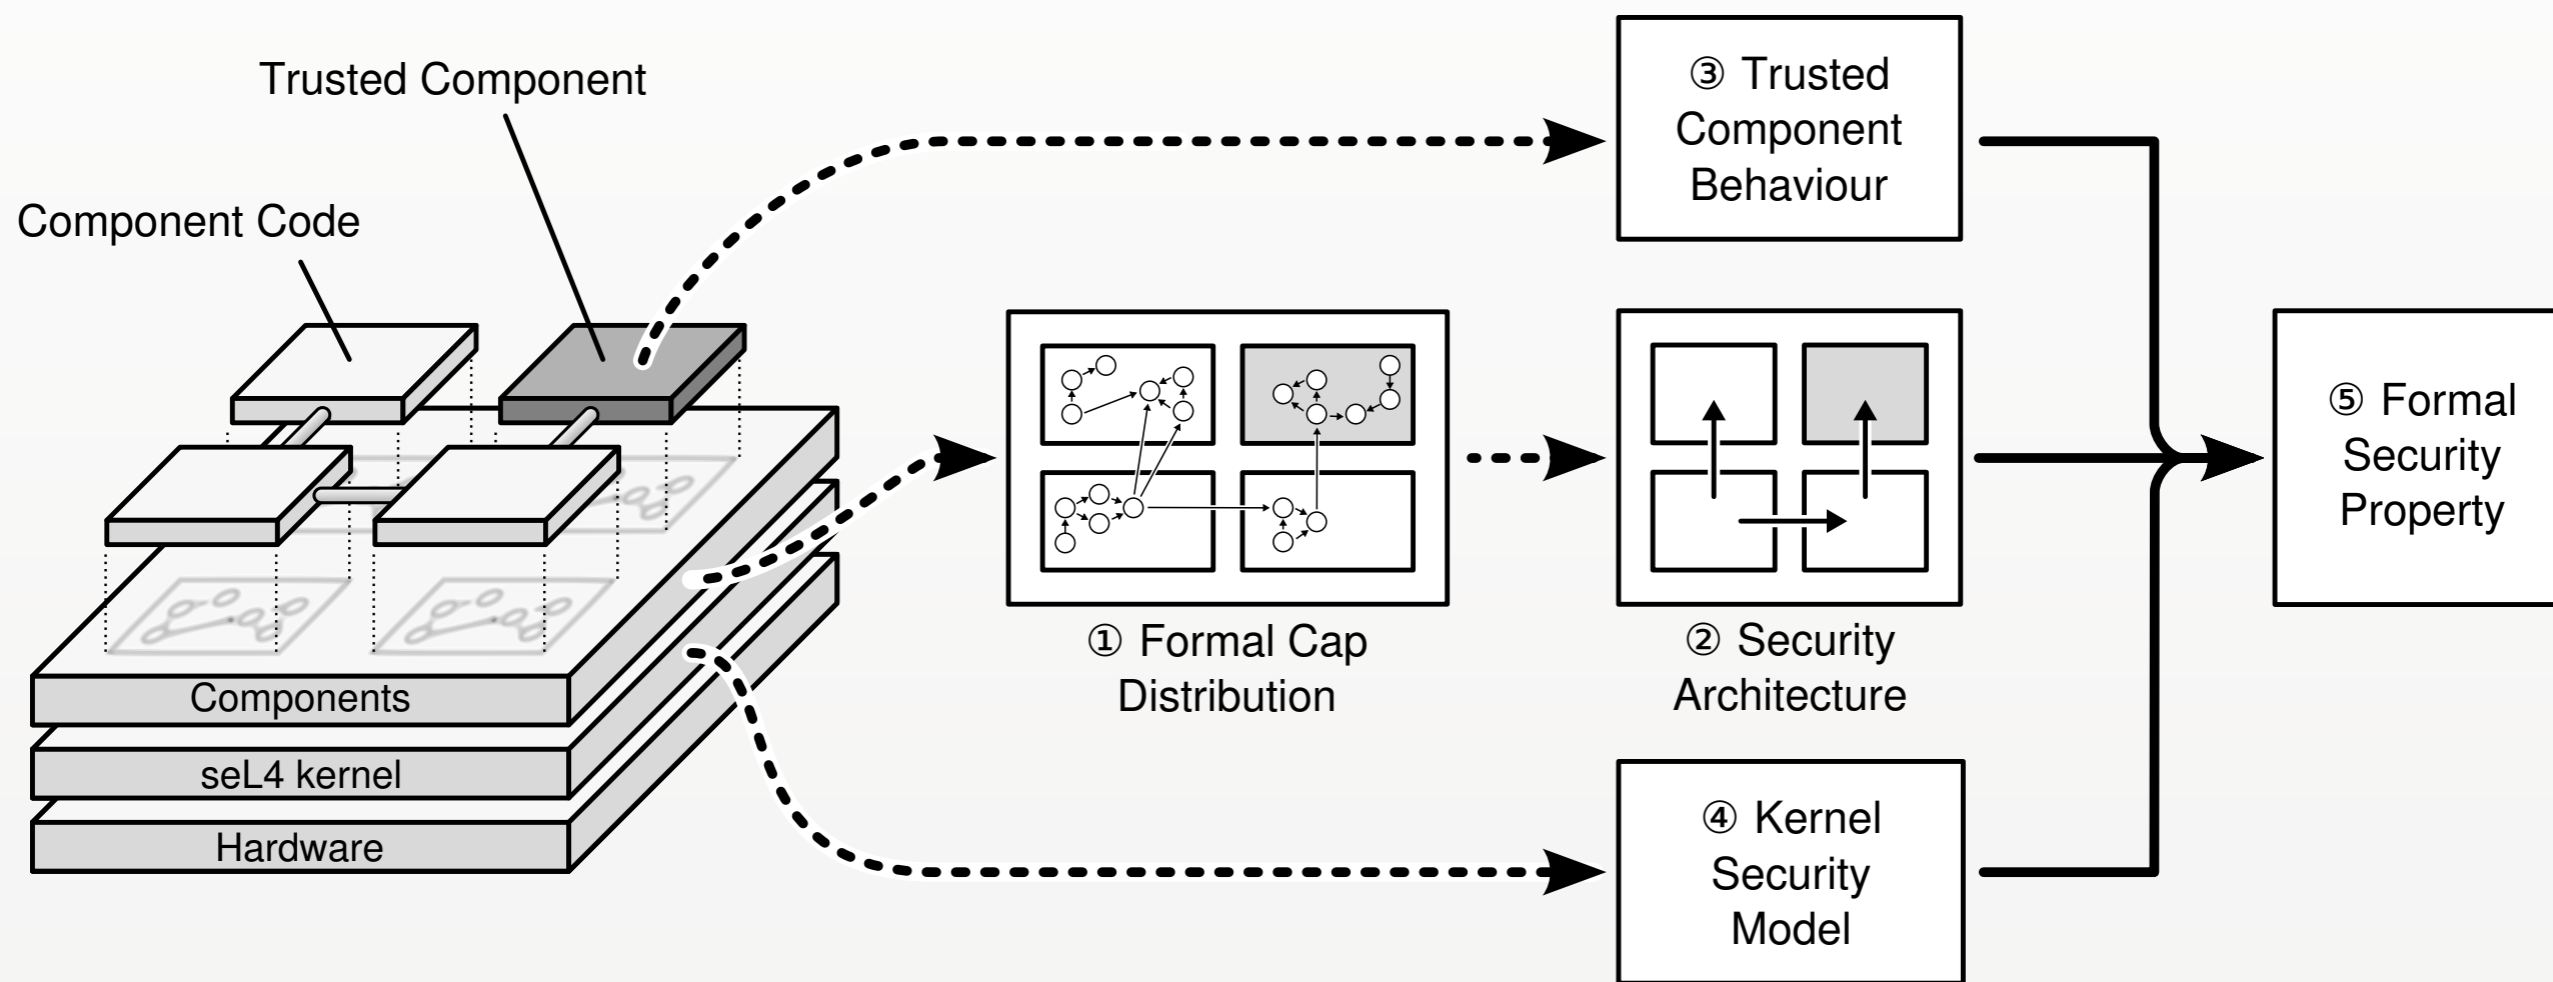 Trusted Component
Component Code
Components
seL4 kernel
Hardware
① Formal Cap
Distribution
② Security
Architecture
③ Trusted
Component
Behaviour
④ Kernel
Security
Model
⑤ Formal
Security
Property